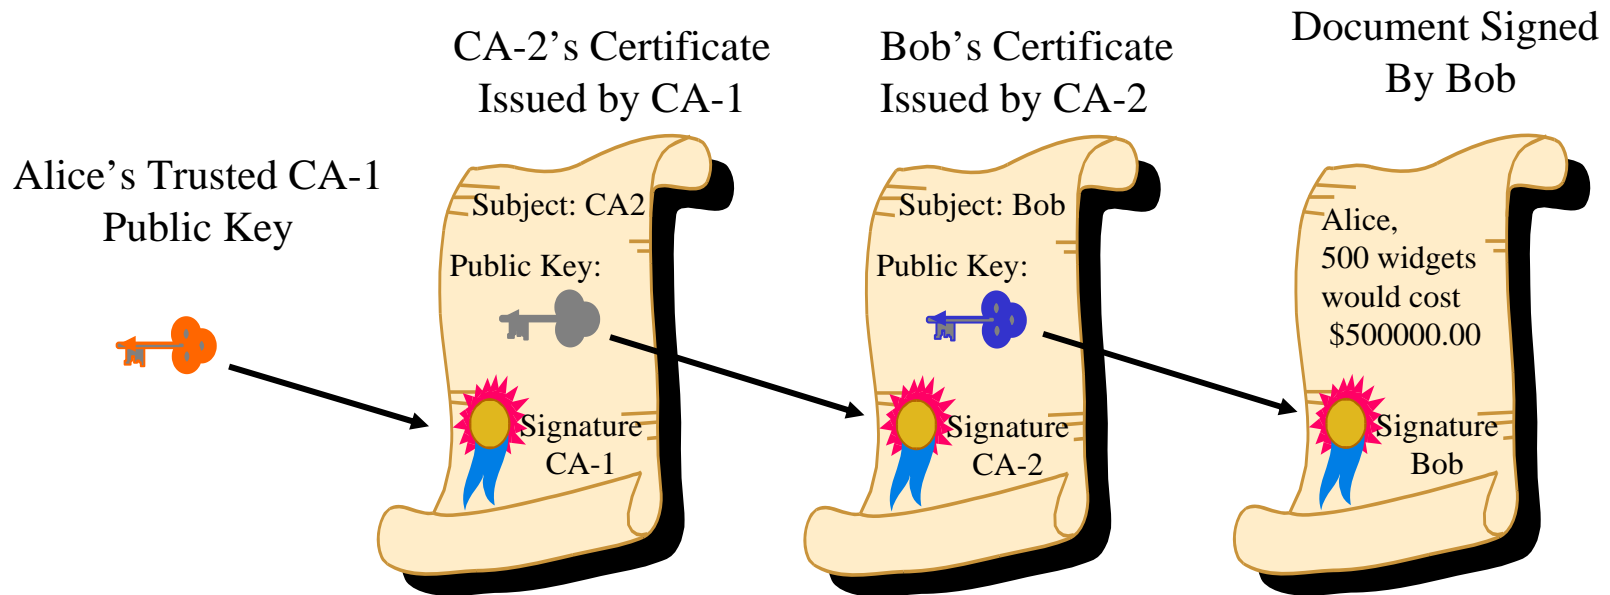 Alice’s Trusted CA-1
Public Key
CA-2’s Certificate
Issued by CA-1
Subject: CA2
Public Key:
Signature
CA-1
Bob’s Certificate
Issued by CA-2
Subject: Bob
Public Key:
Signature
CA-2
Document Signed
By Bob
Alice,
500 widgets
would cost
$500000.00
Signature
Bob